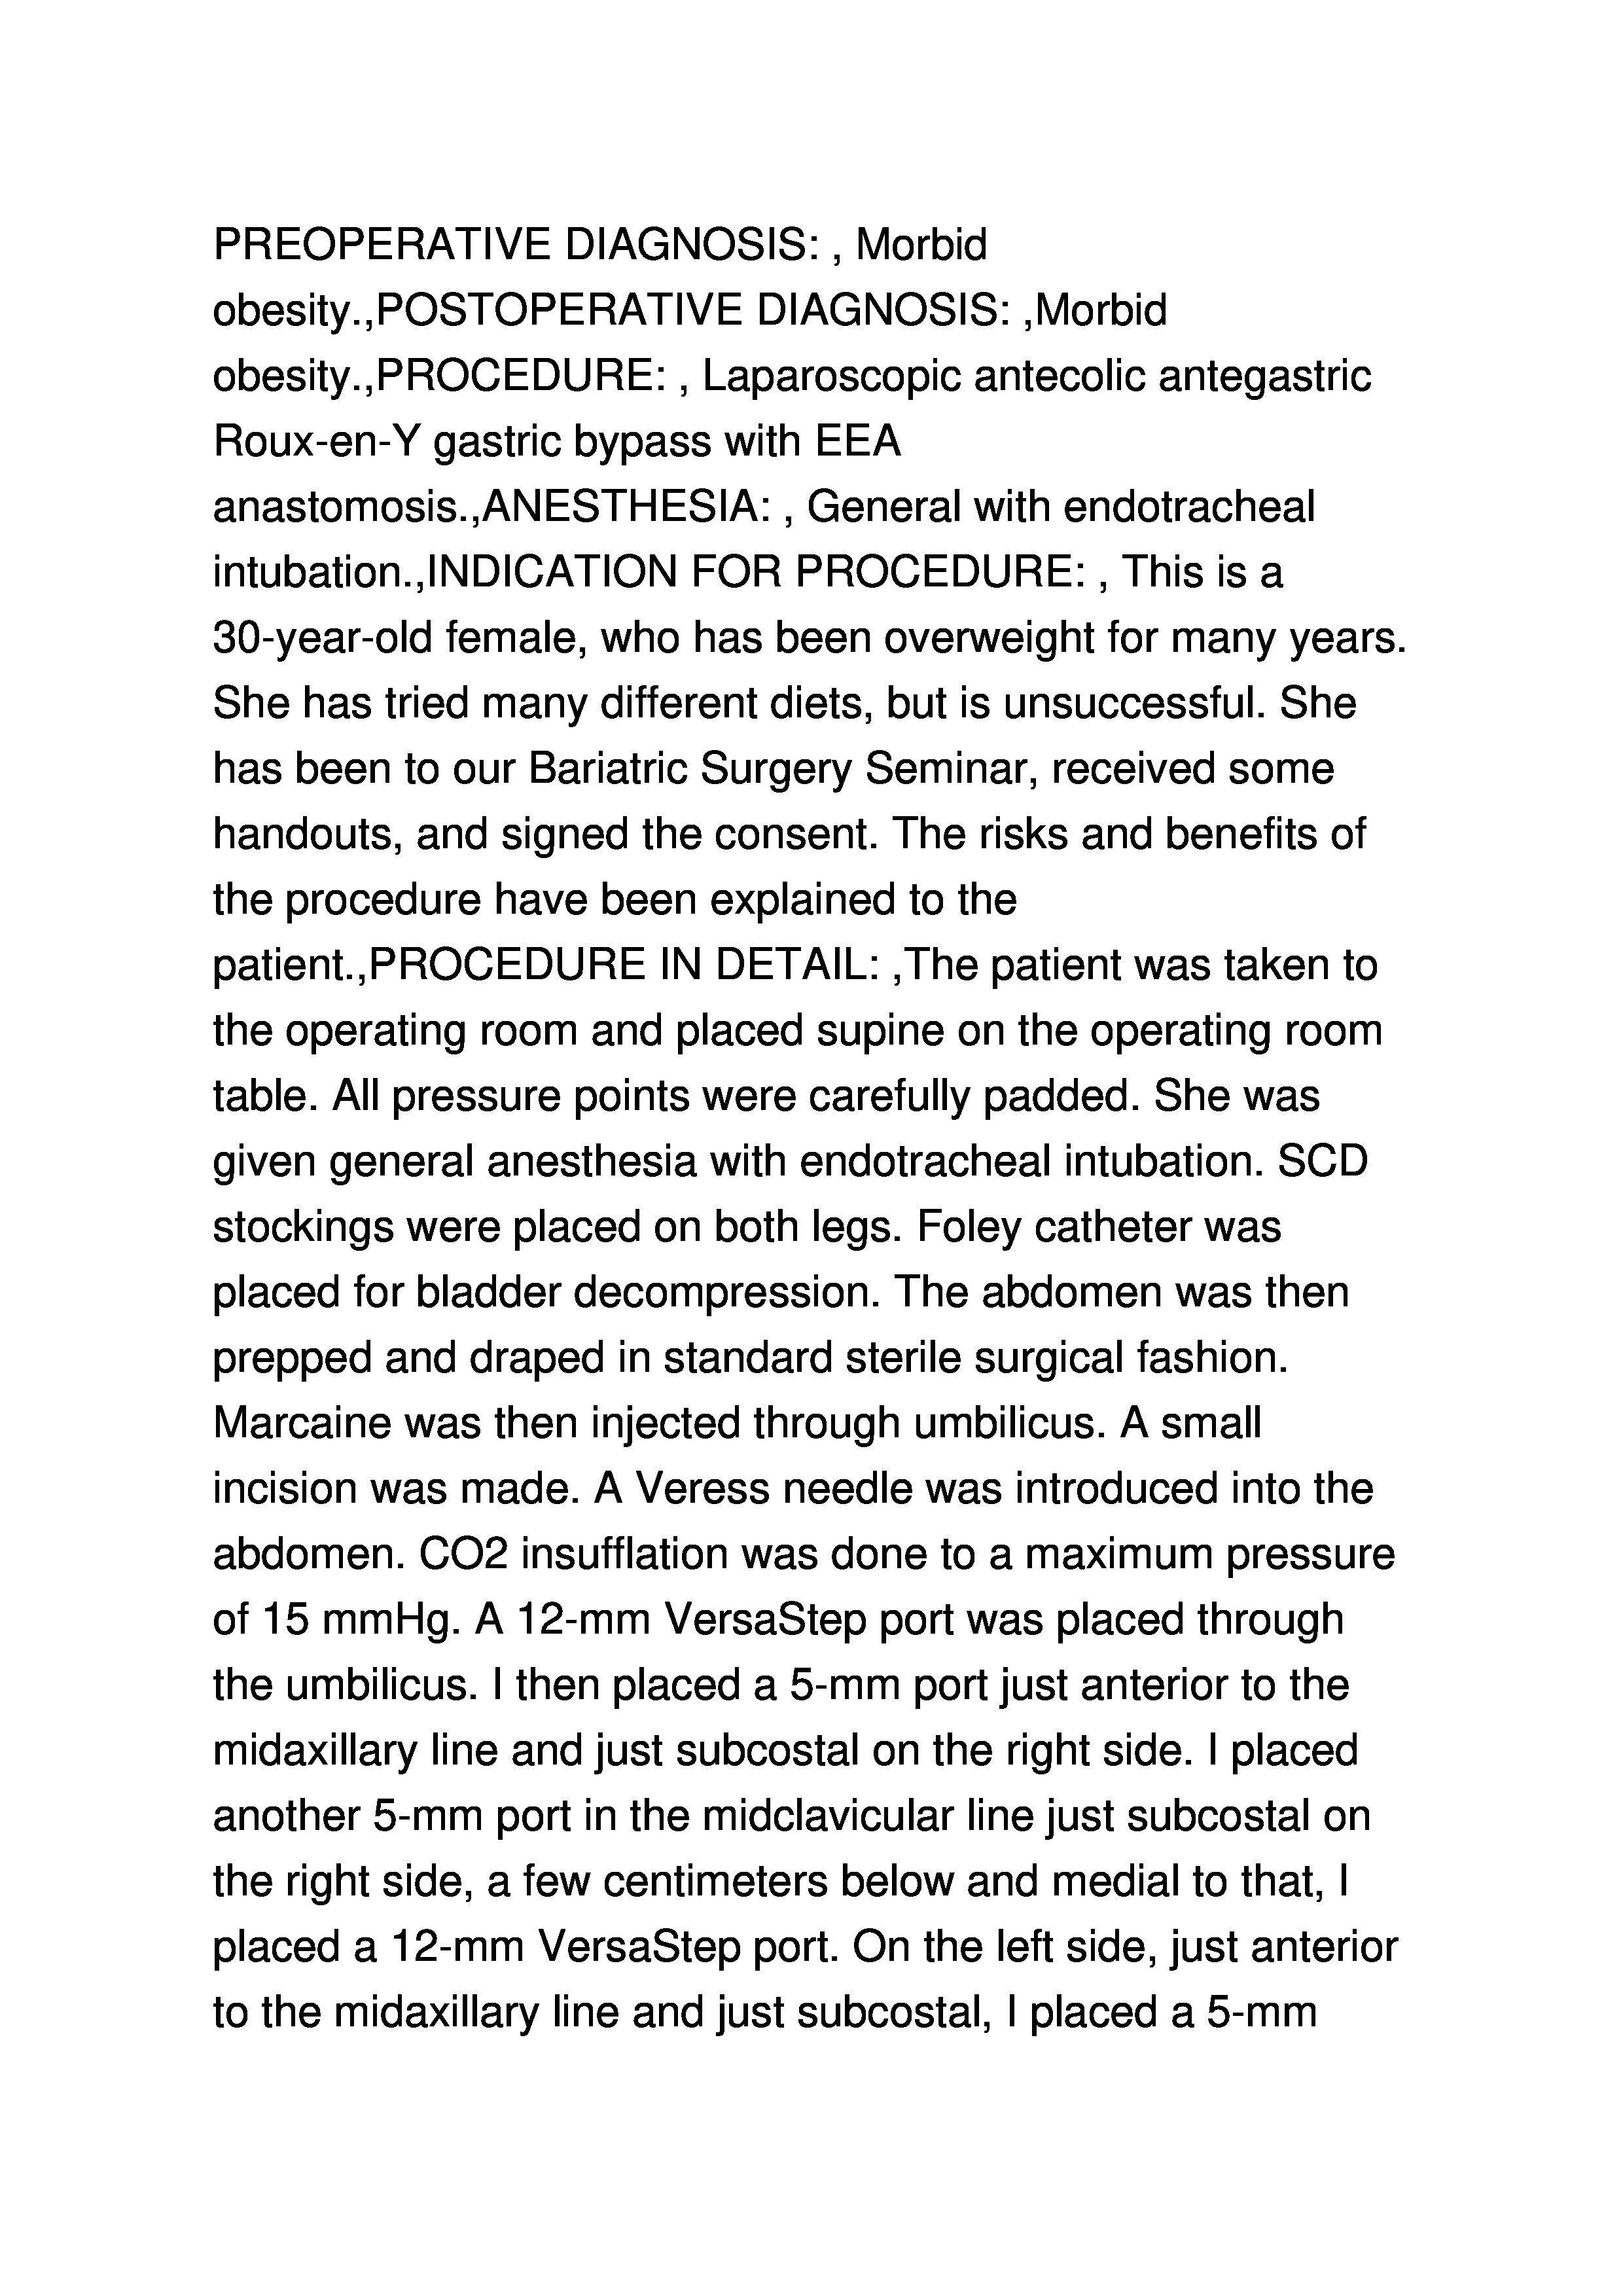 PREOPERATIVE DIAGNOSIS: , Morbid
obesity.,POSTOPERATIVE DIAGNOSIS: ,Morbid
obesity.,PROCEDURE: , Laparoscopic antecolic antegastric
Roux-en-Y gastric bypass with EEA
anastomosis.,ANESTHESIA: , General with endotracheal
intubation.,INDICATION FOR PROCEDURE: , This is a
30-year-old female, who has been overweight for many years.
She has tried many different diets, but is unsuccessful. She
has been to our Bariatric Surgery Seminar, received some
handouts, and signed the consent. The risks and benefits of
the procedure have been explained to the
patient.,PROCEDURE IN DETAIL: ,The patient was taken to
the operating room and placed supine on the operating room
table. All pressure points were carefully padded. She was
given general anesthesia with endotracheal intubation. SCD
stockings were placed on both legs. Foley catheter was
placed for bladder decompression. The abdomen was then
prepped and draped in standard sterile surgical fashion.
Marcaine was then injected through umbilicus. A small
incision was made. A Veress needle was introduced into the
abdomen. CO2 insufflation was done to a maximum pressure
of 15 mmHg. A 12-mm VersaStep port was placed through
the umbilicus. I then placed a 5-mm port just anterior to the
midaxillary line and just subcostal on the right side. I placed
another 5-mm port in the midclavicular line just subcostal on
the right side, a few centimeters below and medial to that, I
placed a 12-mm VersaStep port. On the left side, just anterior
to the midaxillary line and just subcostal, I placed a 5-mm